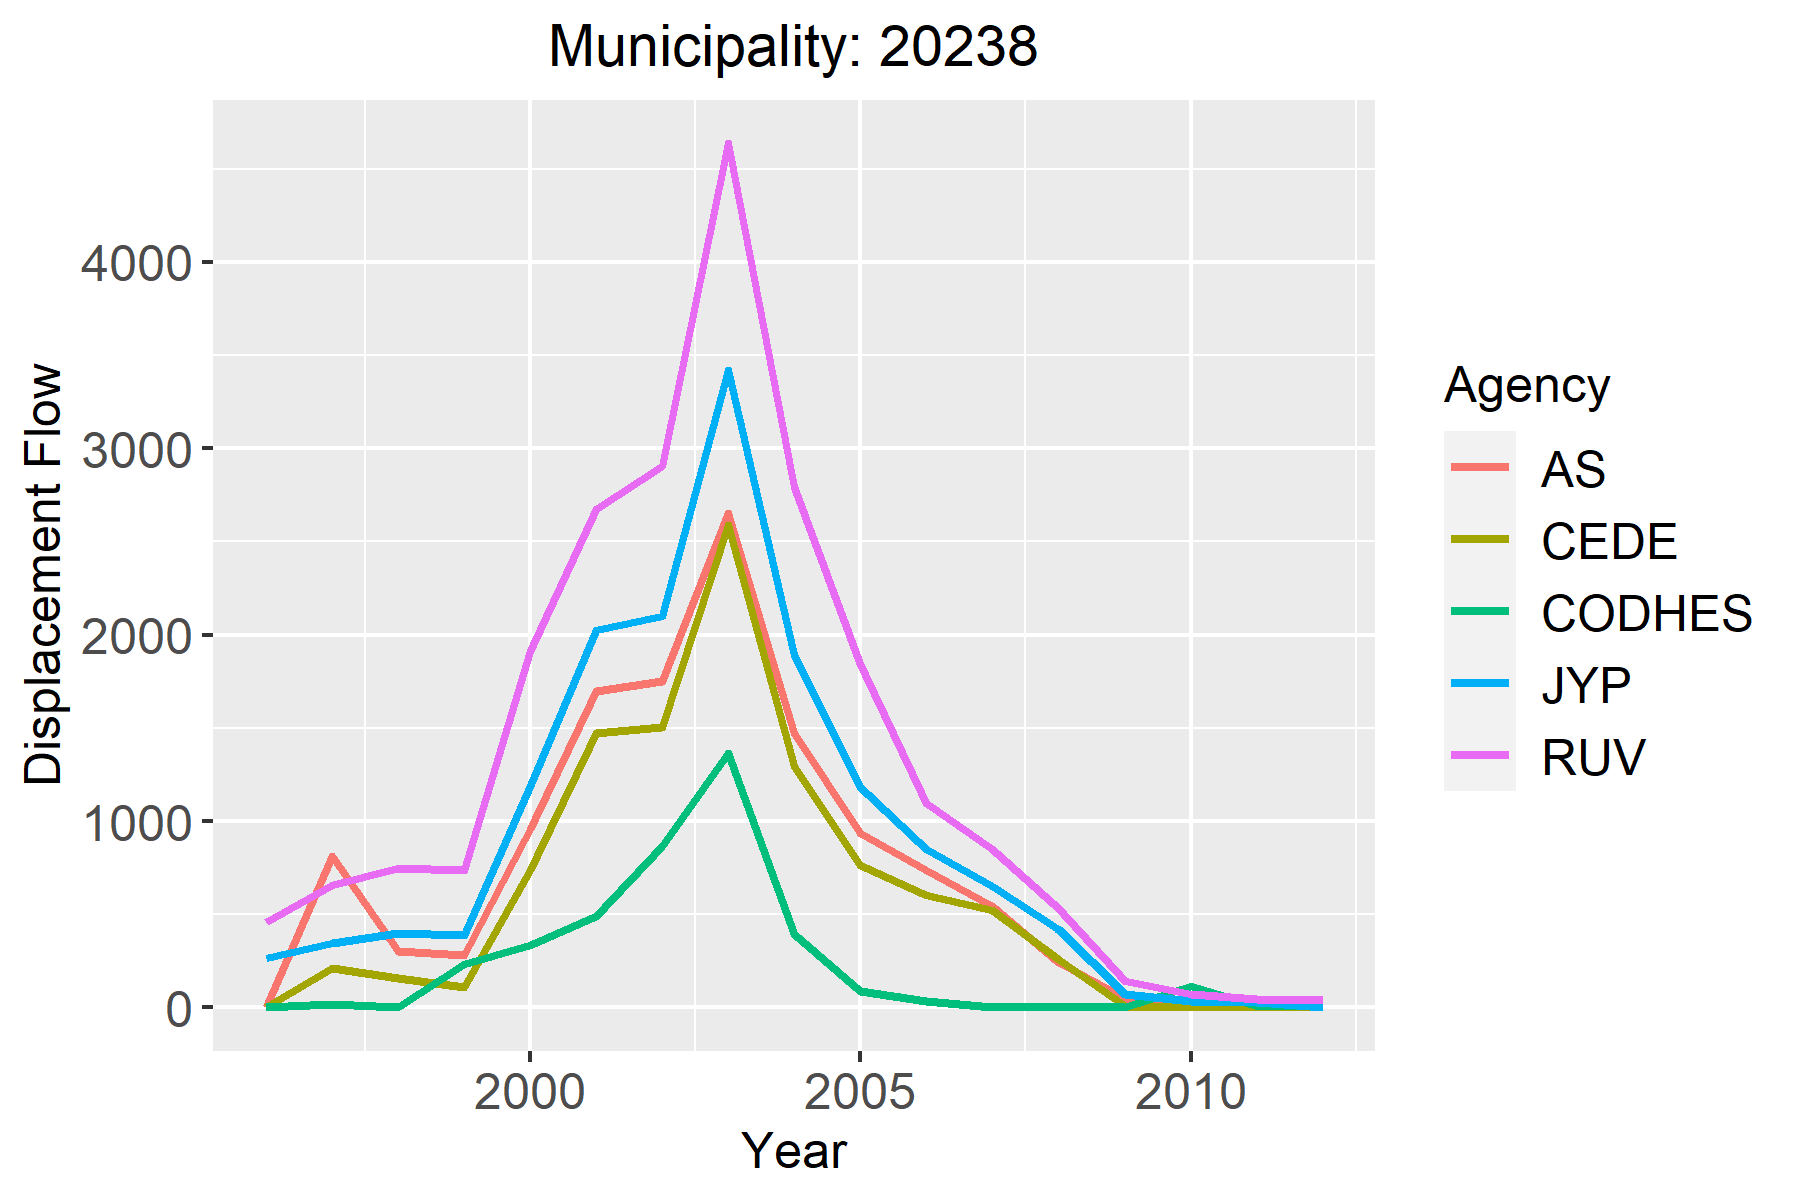 Municipality: 20238
Displacement Flow
4000
3000
2000
1000
0
2000 2005 2010
Year
Agency
AS
CEDE
CODHES
JYP
RUV